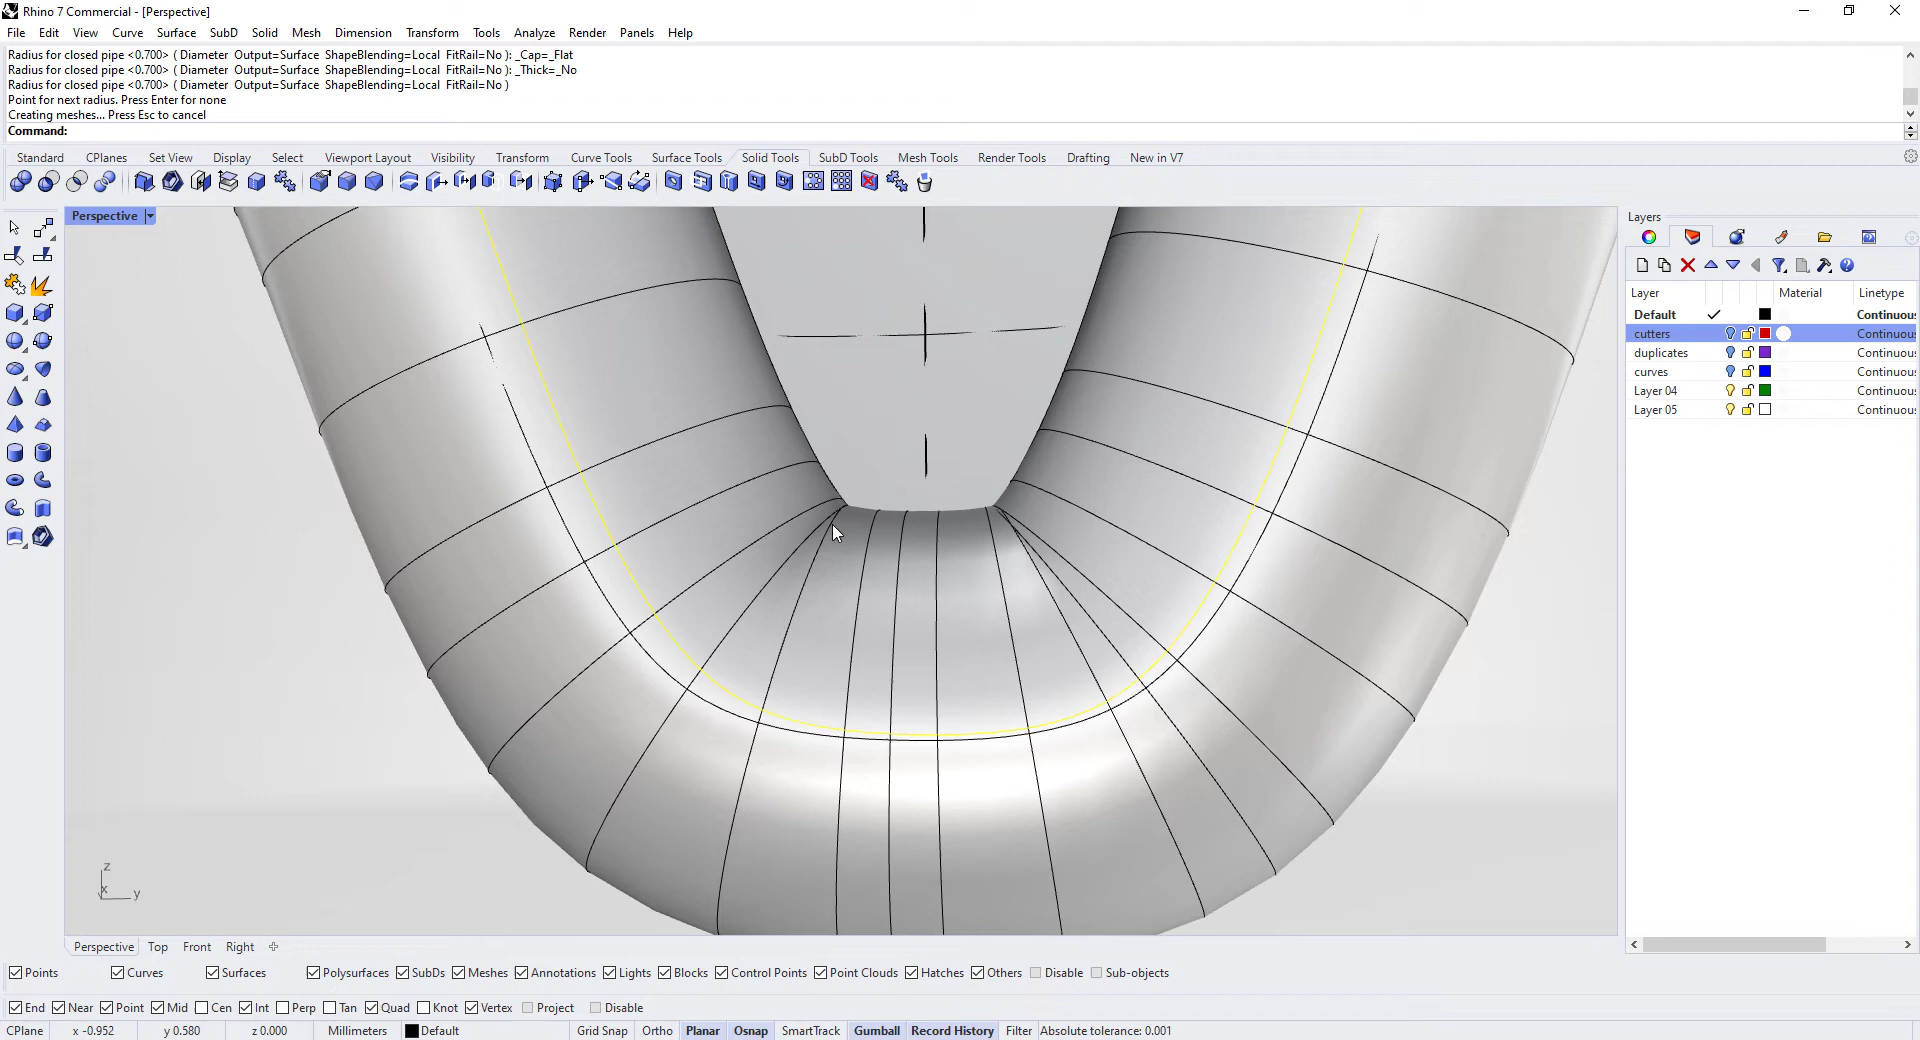 Rhino 7 Commercial - [Perspective]
File Edit View Curve Surface SubD Solid Mesh Dimension Transform Tools Analyze Render Panels Help
Radius for closed pipe <0.700> ( Diameter Output=Surface ShapeBlending=Local FitRail=No ): _Cap=_Flat
Radius for closed pipe <0.700> ( Diameter Output=Surface ShapeBlending=Local FitRail=No ): _Thick=_No
Radius for closed pipe <0.700> ( Diameter Output=Surface ShapeBlending=Local FitRail=No )
Point for next radius. Press Enter for none
Creating meshes... Press Esc to cancel
Command:
Standard CPlanes Set View Display Select Viewport Layout Visibility Transform Curve Tools Surface Tools Solid Tools SubD Tools Mesh Tools Render Tools Drafting New in V7
Perspective
Layers
Layer Material Linetype
Default Continuou
cutters Continuou
duplicates Continuou
curves Continuou
Layer 04 Continuou
Layer 05 Continuou
z
x y
Perspective Top Front Right
Points Curves Surfaces Polysurfaces SubDs Meshes Annotations Lights Blocks Control Points Point Clouds Hatches Others Disable Sub-objects
End Near Point Mid Cen Int Perp Tan Quad Knot Vertex Project Disable
CPlane x -0.952 y 0.580 z 0.000 Millimeters Default Grid Snap Ortho Planar Osnap SmartTrack Gumball Record History Filter Absolute tolerance: 0.001